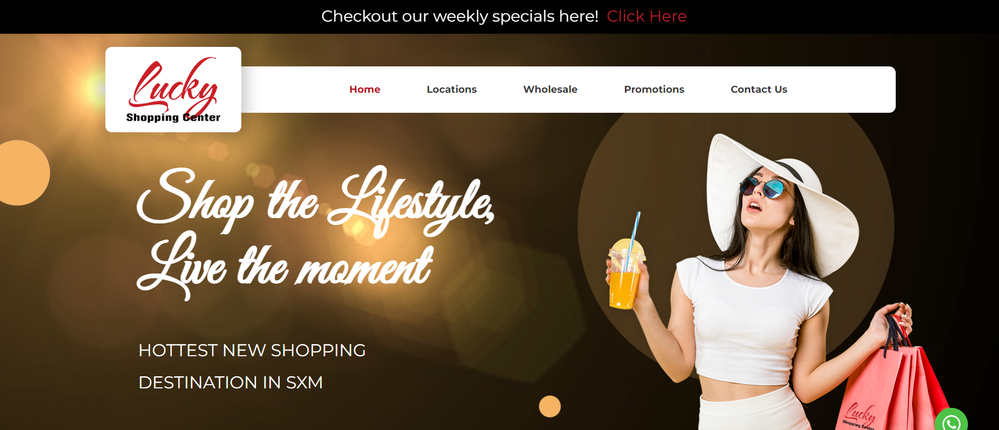 Checkout our weekly specials here! Click Here
Lucky
Shopping Center
Home Locations Wholesale Promotions Contact Us
Shop the Lifestyle,
Live the moment
HOTTEST NEW SHOPPING
DESTINATION IN SXM
Lucky
Shopping Center